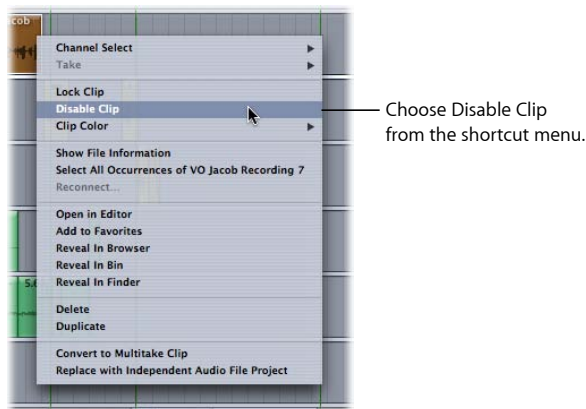 cob
Channel Select
Take
Lock Clip
Disable Clip
Clip Color
Show File Information
Select All Occurrences of VO Jacob Recording 7
Reconnect...
Open in Editor
Add to Favorites
Reveal In Browser
Reveal In Bin
Reveal In Finder
Delete
Duplicate
Convert to Multitake Clip
Replace with Independent Audio File Project
Choose Disable Clip
from the shortcut menu.